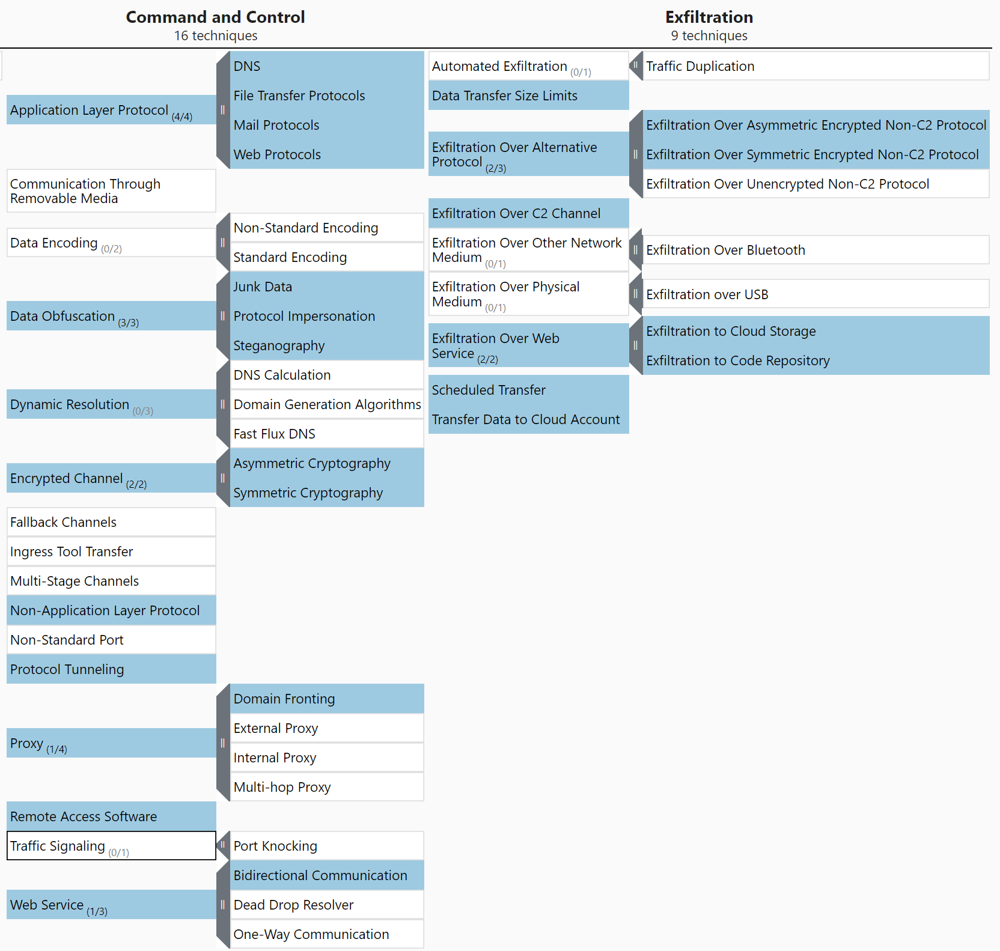 Command and Control
16 techniques
Application Layer Protocol (4/4)
DNS
File Transfer Protocols
Mail Protocols
Web Protocols
Communication Through
Removable Media
Data Encoding (0/2)
Non-Standard Encoding
Standard Encoding
Data Obfuscation (3/3)
Junk Data
Protocol Impersonation
Steganography
Dynamic Resolution (0/3)
DNS Calculation
Domain Generation Algorithms
Fast Flux DNS
Encrypted Channel (2/2)
Asymmetric Cryptography
Symmetric Cryptography
Fallback Channels
Ingress Tool Transfer
Multi-Stage Channels
Non-Application Layer Protocol
Non-Standard Port
Protocol Tunneling
Proxy (1/4)
Domain Fronting
External Proxy
Internal Proxy
Multi-hop Proxy
Remote Access Software
Traffic Signaling (0/1)
Port Knocking
Web Service (1/3)
Bidirectional Communication
Dead Drop Resolver
One-Way Communication
Exfiltration
9 techniques
Automated Exfiltration (0/1)
Traffic Duplication
Data Transfer Size Limits
Exfiltration Over Alternative
Protocol (2/3)
Exfiltration Over Asymmetric Encrypted Non-C2 Protocol
Exfiltration Over Symmetric Encrypted Non-C2 Protocol
Exfiltration Over Unencrypted Non-C2 Protocol
Exfiltration Over C2 Channel
Exfiltration Over Other Network
Medium (0/1)
Exfiltration Over Bluetooth
Exfiltration Over Physical
Medium (0/1)
Exfiltration over USB
Exfiltration Over Web
Service (2/2)
Exfiltration to Cloud Storage
Exfiltration to Code Repository
Scheduled Transfer
Transfer Data to Cloud Account